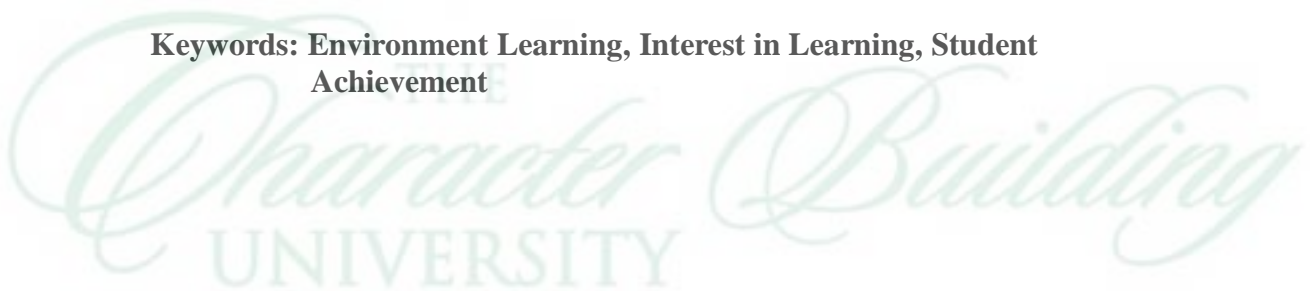 Keywords: Environment Learning, Interest in Learning, Student
Achievement
THE
Character Building
UNIVERSITY